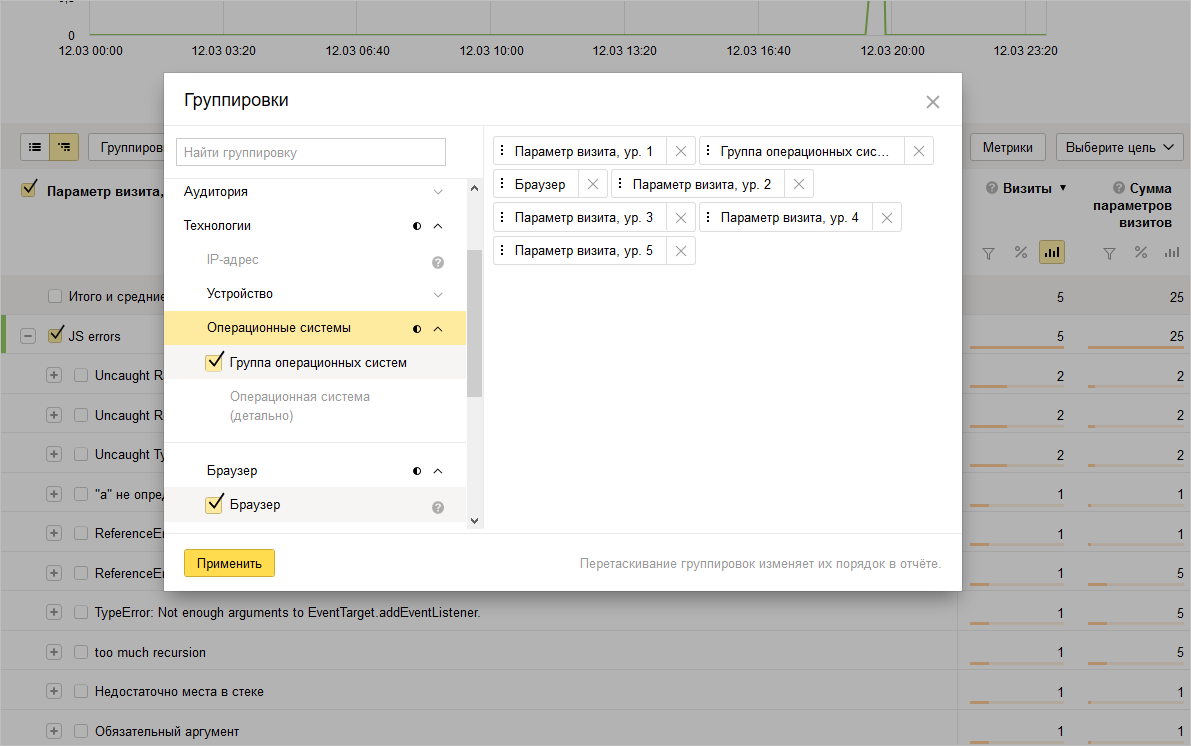 0
12.03 00:00 12.03 03:20 12.03 06:40 12.03 10:00 12.03 13:20 12.03 16:40 12.03 20:00 12.03 23:20
Группировки
Найти группировку
Аудитория
Технологии
IP-адрес
Устройство
Операционные системы
Группа операционных систем
Операционная система
(детально)
Браузер
Браузер
Параметр визита, ур. 1 Группа операционных сис...
Браузер Параметр визита, ур. 2
Параметр визита, ур. 3 Параметр визита, ур. 4
Параметр визита, ур. 5
Применить
Перетаскивание группировок изменяет их порядок в отчёте.
Группиров Метрики Выберите цель
Параметр визита, Визиты ▼ Сумма
параметров
визитов
% %
Итого и средние 5 25
JS errors 5 25
Uncaught R 2 2
Uncaught R 2 2
Uncaught Ty 2 2
"a" не опред 1 1
ReferenceEr 1 1
ReferenceEr 1 5
TypeError: Not enough arguments to EventTarget.addEventListener. 1 5
too much recursion 1 5
Недостаточно места в стеке 1 1
Обязательный аргумент 1 1